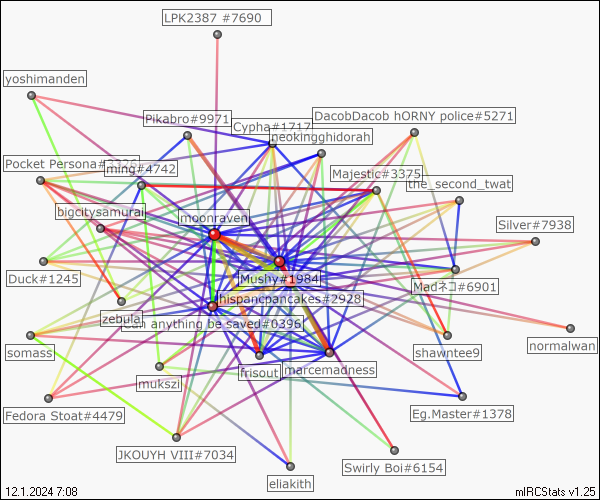 LPK2387 #7690
yoshimanden
Pikabro#9971
Cypha#1717
DacobDacob hORNY police#5271
neokingghidorah
Pocket Persona#3326
ming#4742
Majestic#3375
the_second_twat
bigcitysamurai
moonraven
Silver#7938
Duck#1245
Mushy#1984
Madネコ#6901
hispancpancakes#2928
zebula
can anything be saved#0396
somass
shawntee9
normalwan
frisout
marcemadness
mukszi
Fedora Stoat#4479
Eg.Master#1378
JKOUYH VIII#7034
Swirly Boi#6154
eliakith
12.1.2024 7:08
mIRCStats v1.25